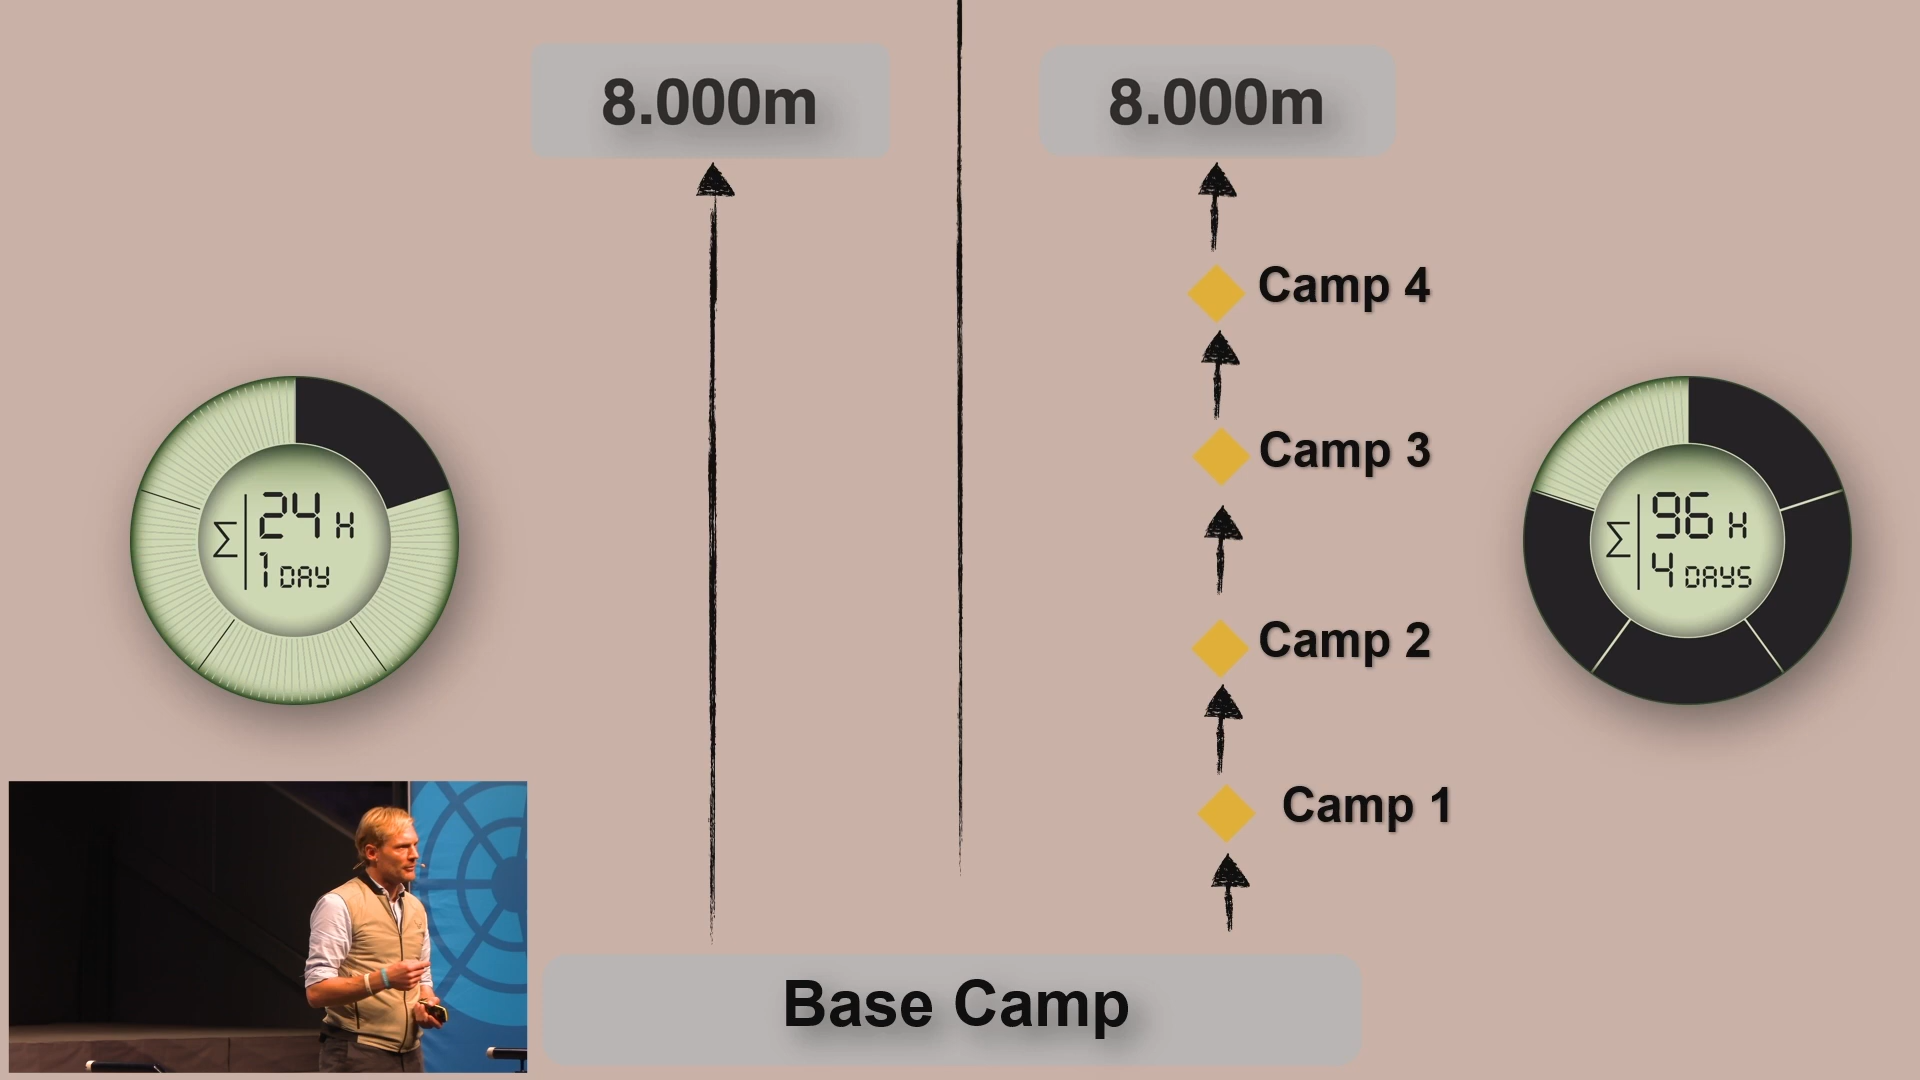 8.000m
8.000m
Camp 4
Camp 3
Σ 24 H
1 DAY
Σ 96 H
4 DAYS
Camp 2
Camp 1
Base Camp